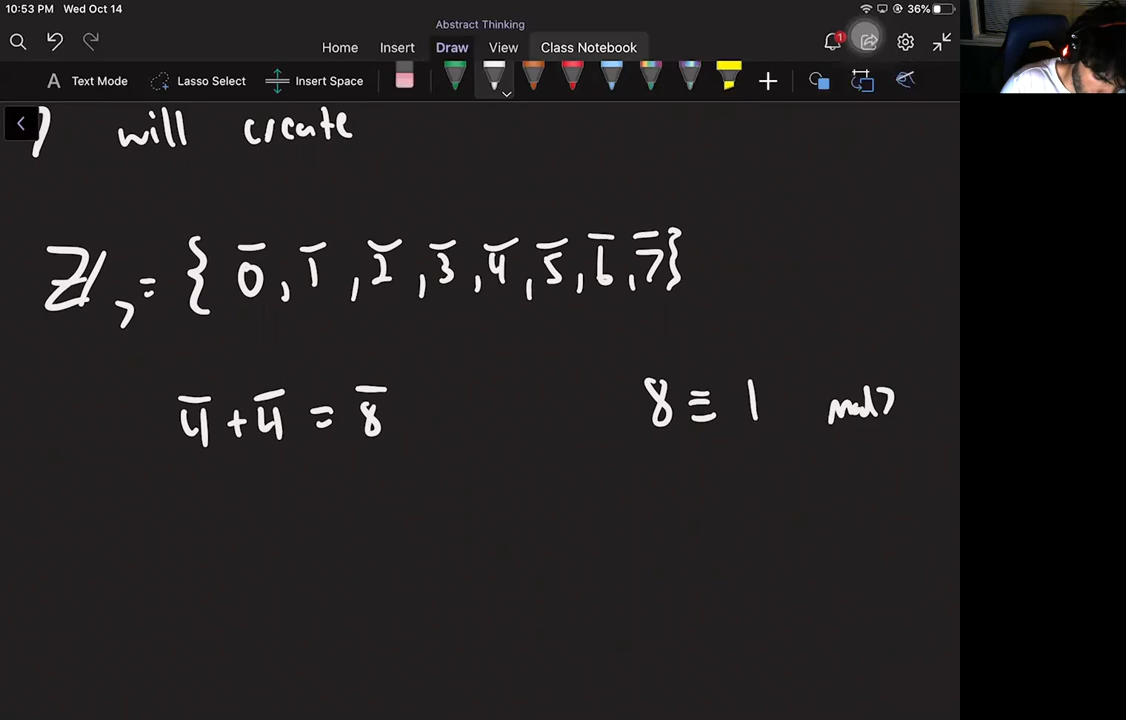 10:53 PM Wed Oct 14
36%
Abstract Thinking
Home Insert Draw View Class Notebook
1
A Text Mode Lasso Select Insert Space
7 will create
ℤ₇ = { 0̅, 1̅, 2̅, 3̅, 4̅, 5̅, 6̅, 7̅}
4̅ + 4̅ = 8̅
8 ≡ 1 mod 7